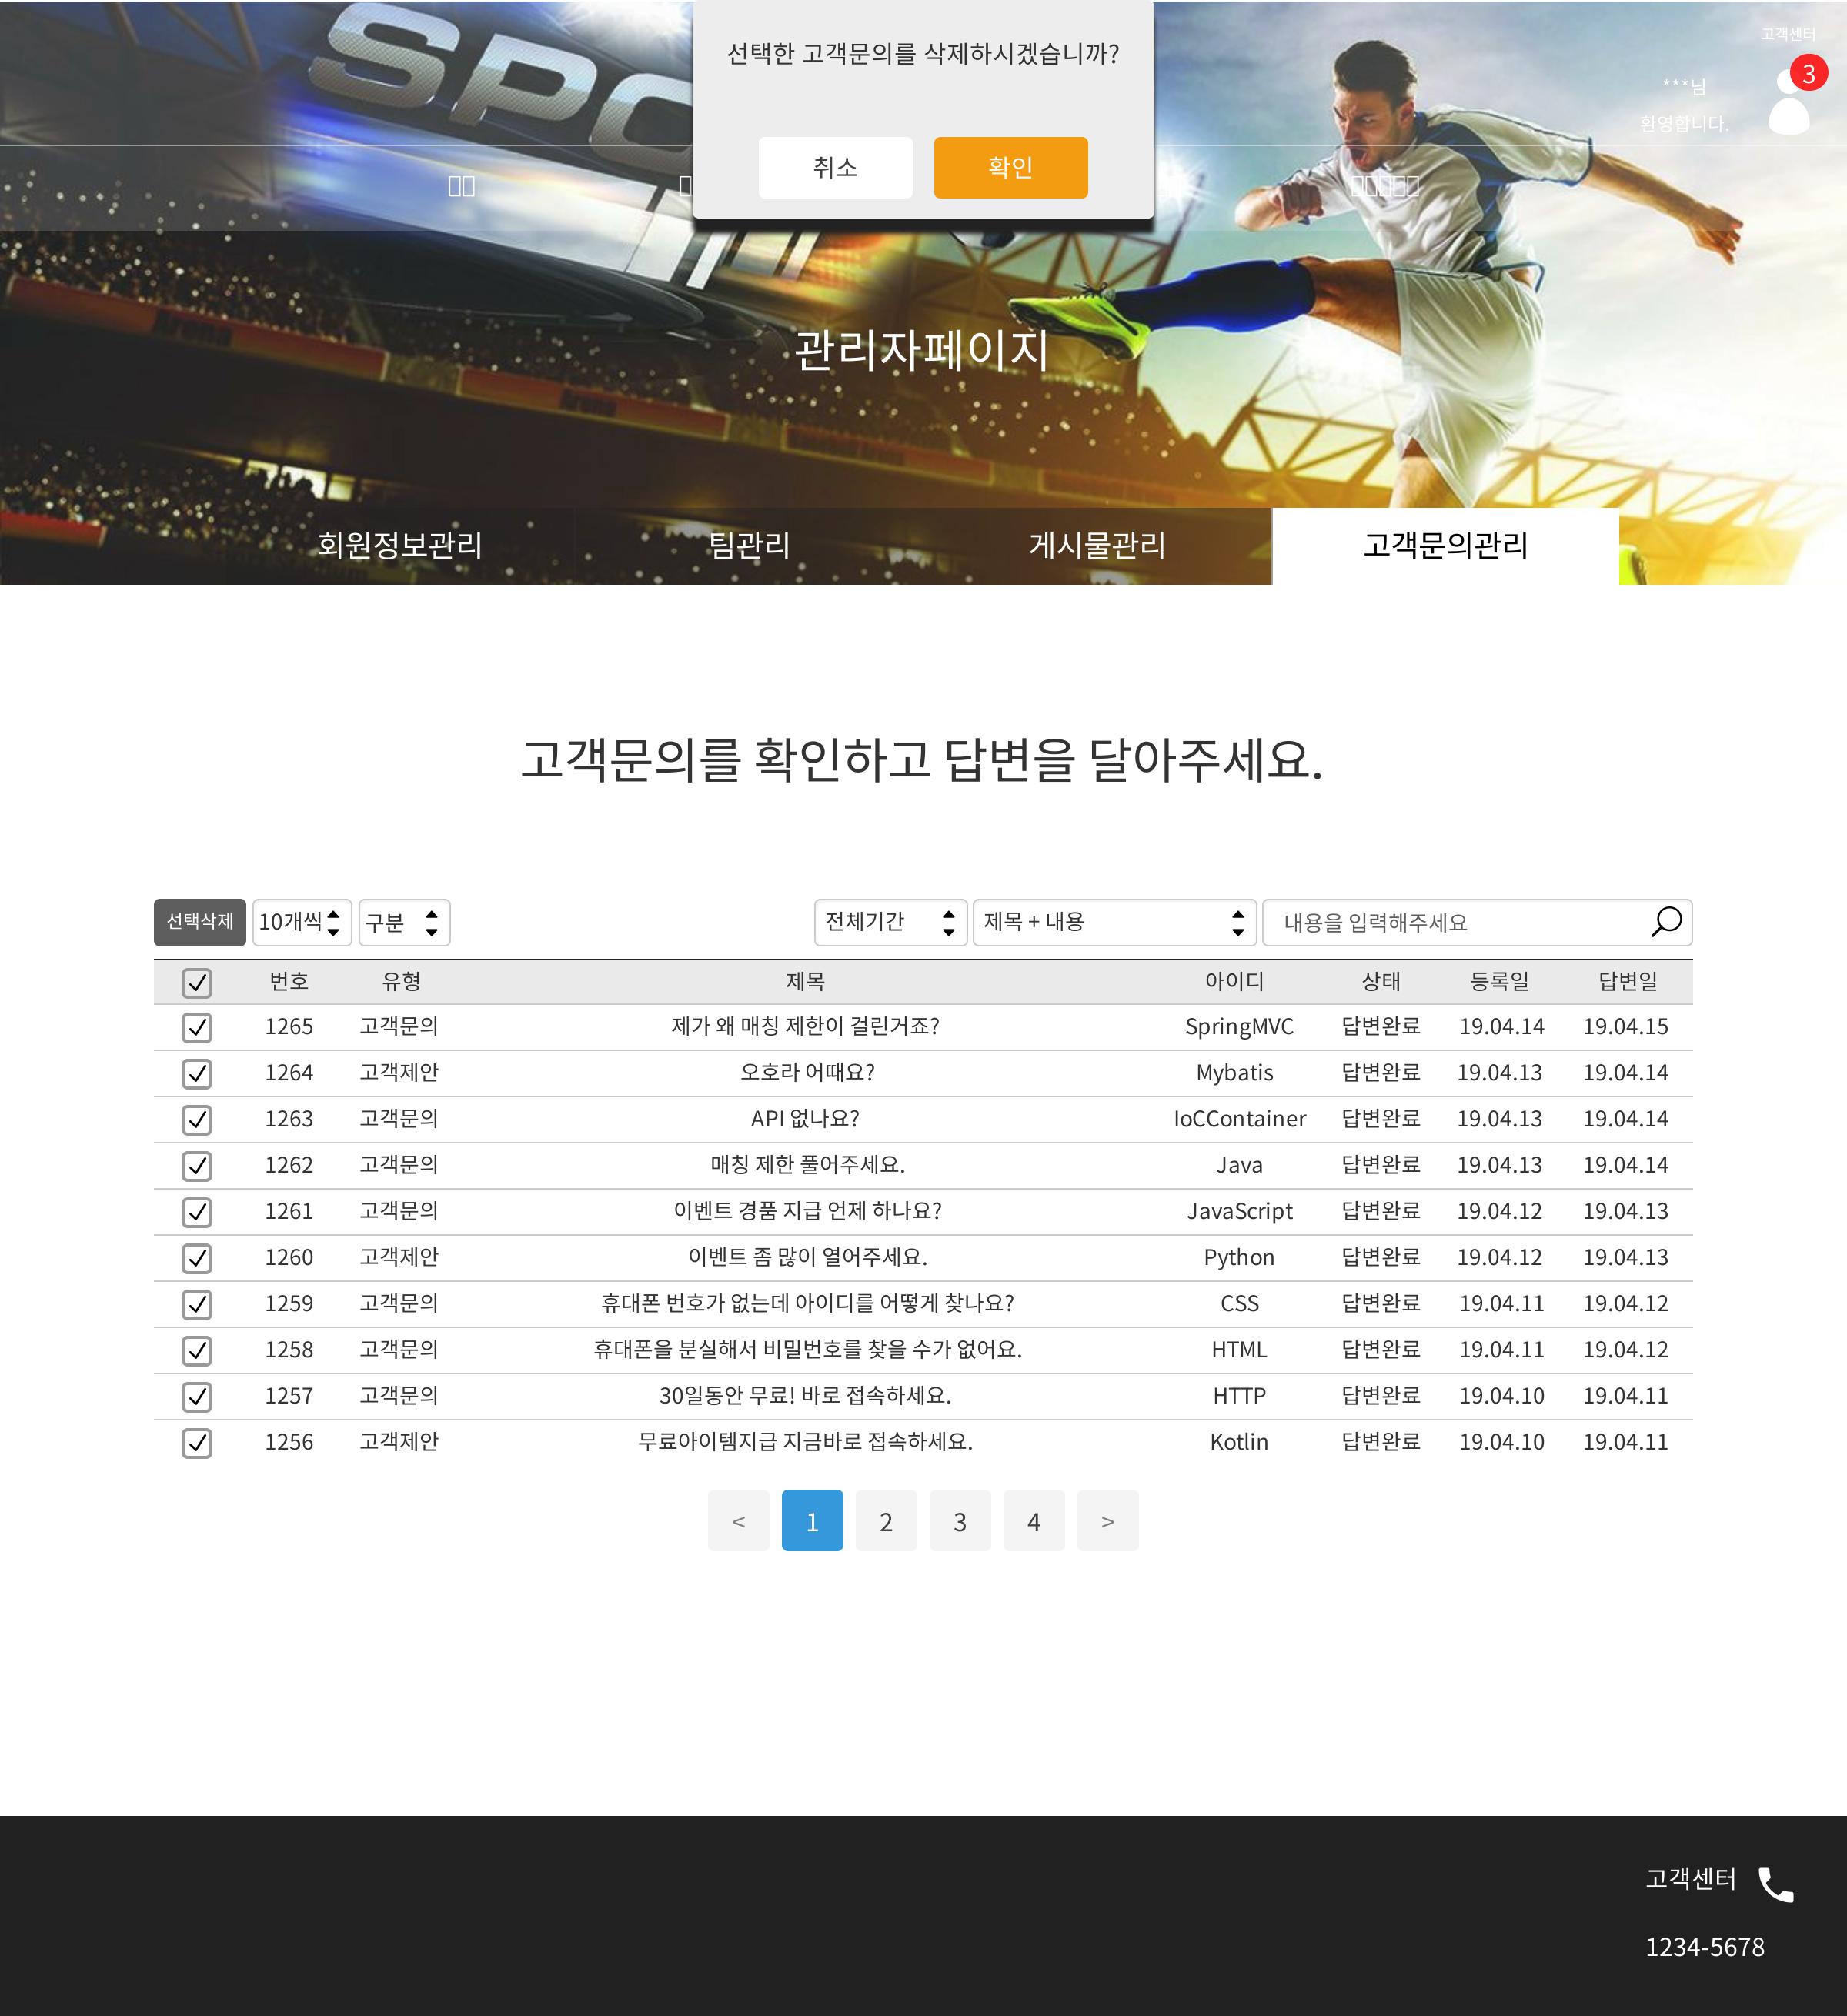 SPO
선택한 고객문의를 삭제하시겠습니까?
취소 확인
고객센터
3
***님
환영합니다.
관리자페이지
회원정보관리 팀관리 게시물관리 고객문의관리
고객문의를 확인하고 답변을 달아주세요.
선택삭제 10개씩 구분 전체기간 제목 + 내용 내용을 입력해주세요
번호 유형 제목 아이디 상태 등록일 답변일
1265 고객문의 제가 왜 매칭 제한이 걸린거죠? SpringMVC 답변완료 19.04.14 19.04.15
1264 고객제안 오호라 어때요? Mybatis 답변완료 19.04.13 19.04.14
1263 고객문의 API 없나요? IoCContainer 답변완료 19.04.13 19.04.14
1262 고객문의 매칭 제한 풀어주세요. Java 답변완료 19.04.13 19.04.14
1261 고객문의 이벤트 경품 지급 언제 하나요? JavaScript 답변완료 19.04.12 19.04.13
1260 고객제안 이벤트 좀 많이 열어주세요. Python 답변완료 19.04.12 19.04.13
1259 고객문의 휴대폰 번호가 없는데 아이디를 어떻게 찾나요? CSS 답변완료 19.04.11 19.04.12
1258 고객문의 휴대폰을 분실해서 비밀번호를 찾을 수가 없어요. HTML 답변완료 19.04.11 19.04.12
1257 고객문의 30일동안 무료! 바로 접속하세요. HTTP 답변완료 19.04.10 19.04.11
1256 고객제안 무료아이템지급 지금바로 접속하세요. Kotlin 답변완료 19.04.10 19.04.11
< 1 2 3 4 >
고객센터
1234-5678